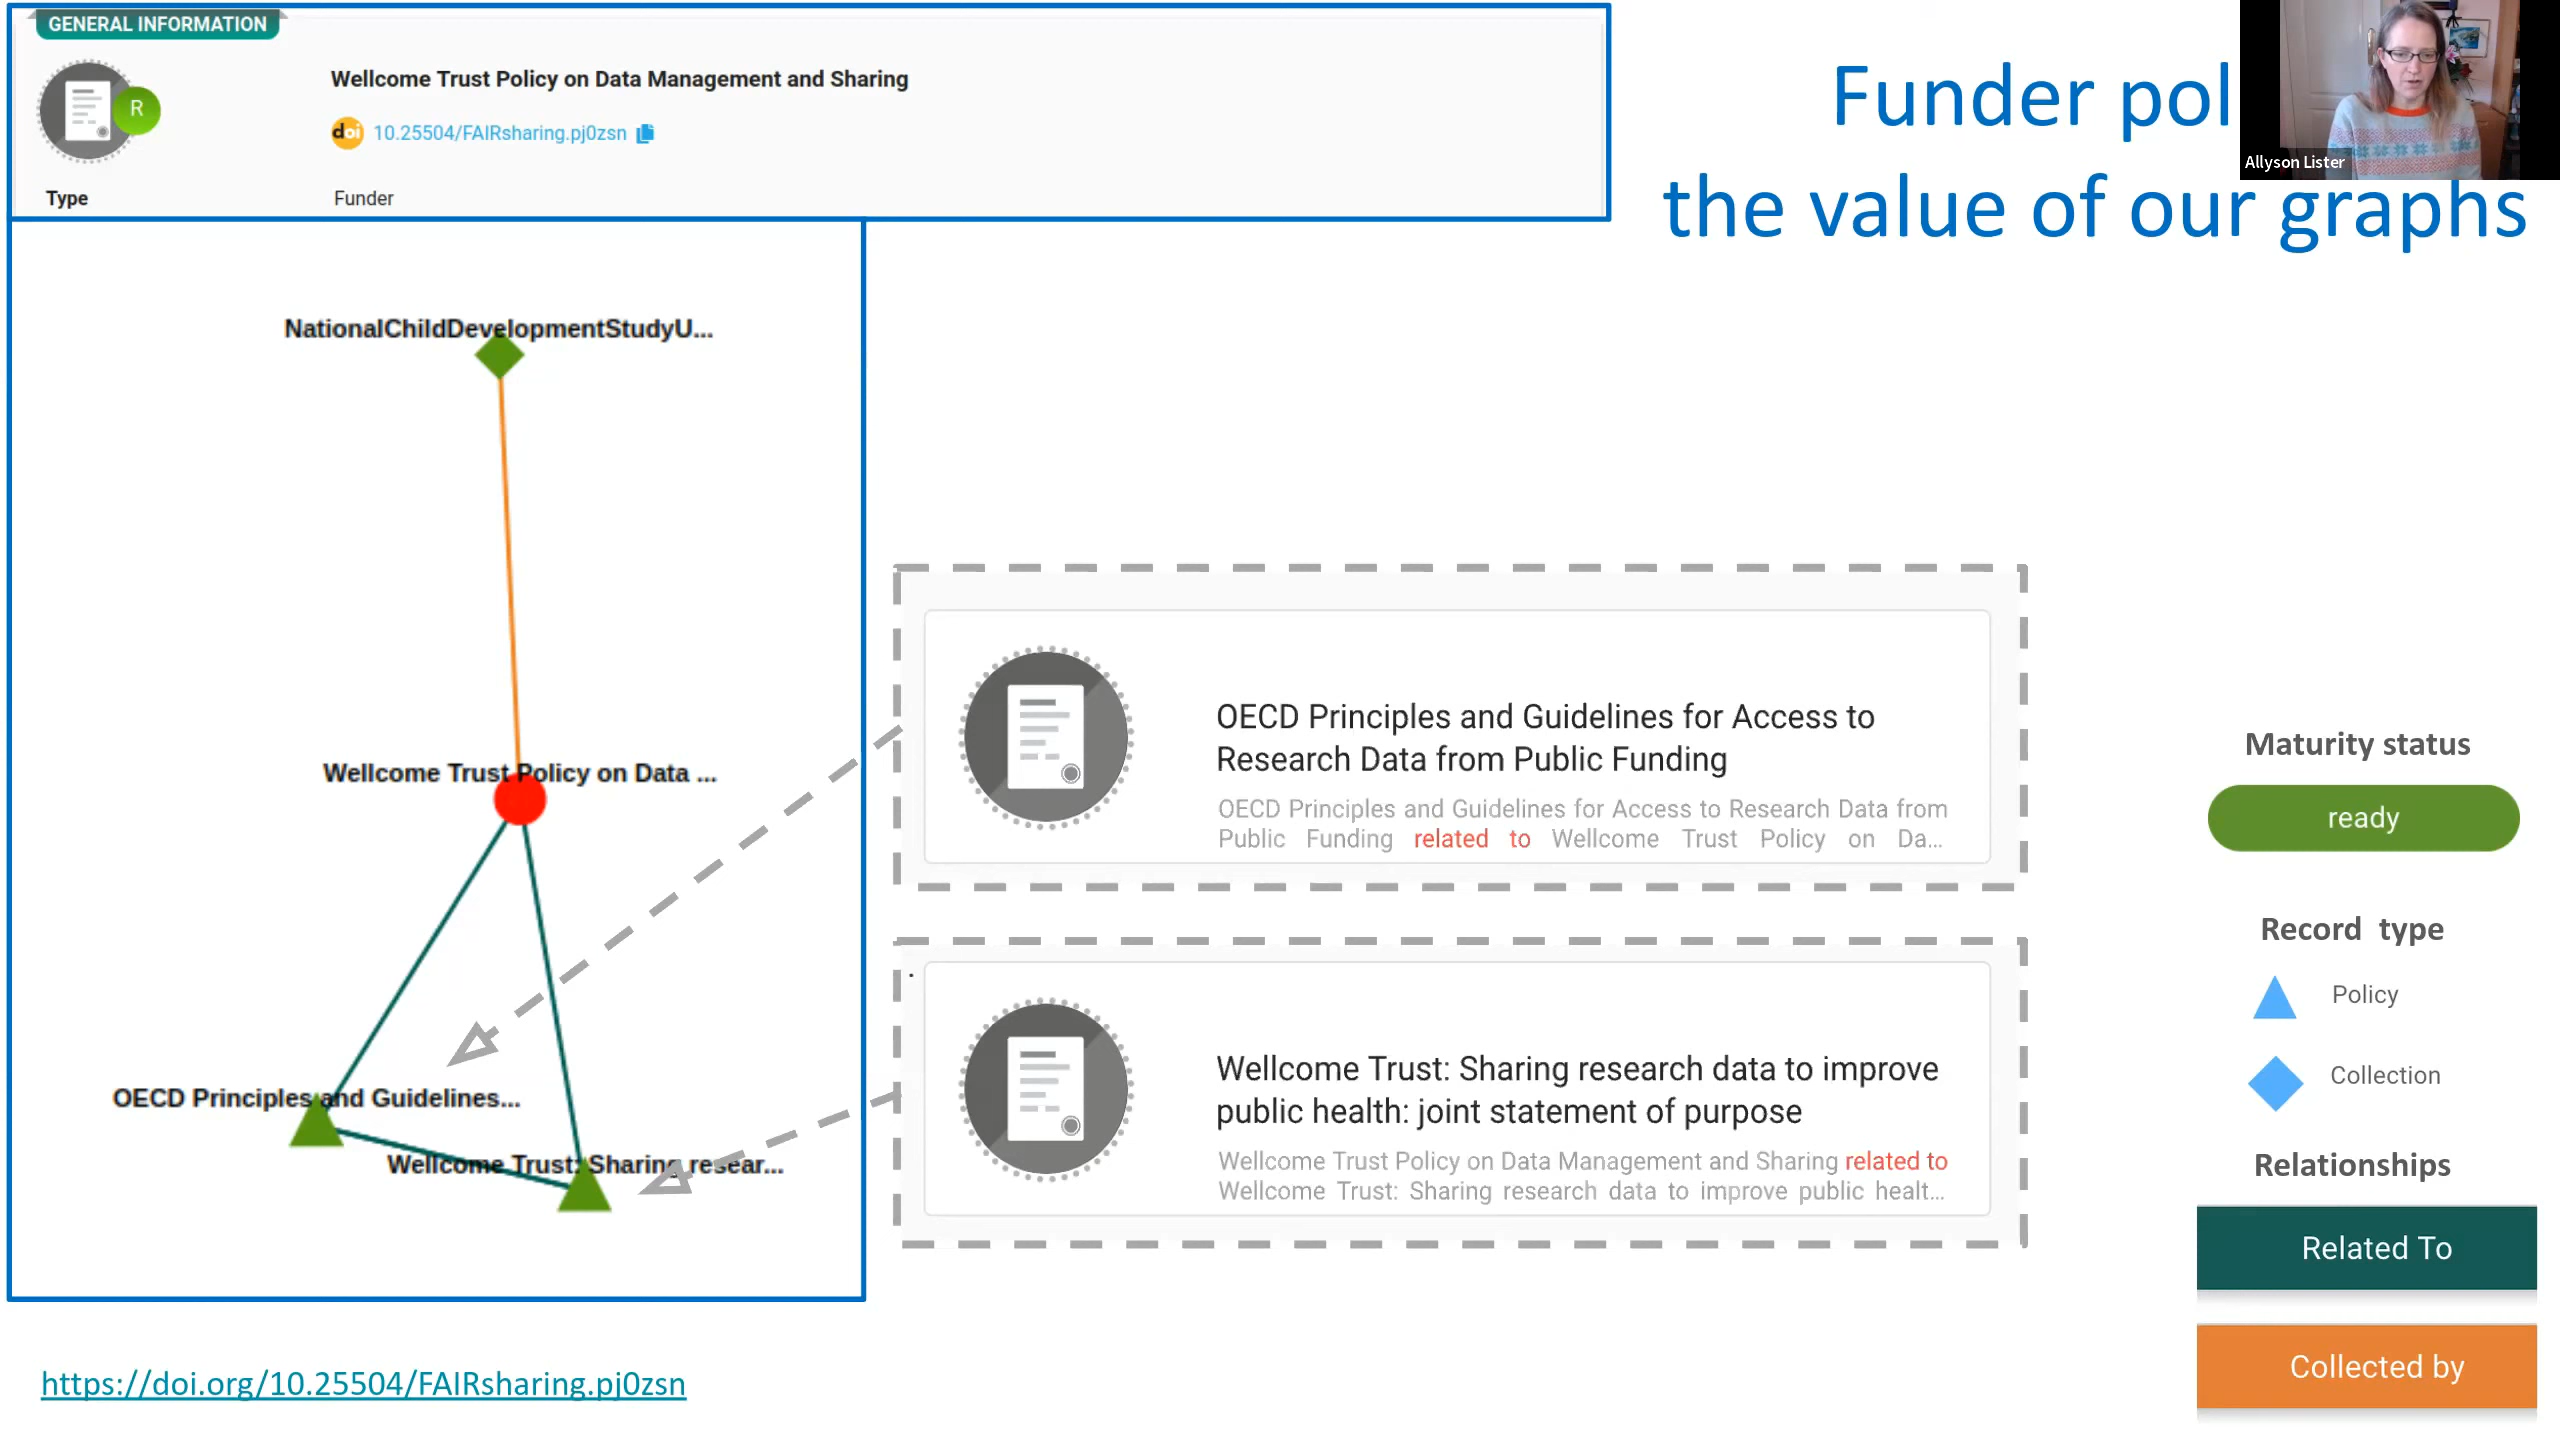 GENERAL INFORMATION
R
Wellcome Trust Policy on Data Management and Sharing
doi 10.25504/FAIRsharing.pj0zsn
Type
Funder
Funder pol
the value of our graphs
Allyson Lister
NationalChildDevelopmentStudyU...
Wellcome Trust Policy on Data ...
OECD Principles and Guidelines...
Wellcome Trust: Sharing resear...
OECD Principles and Guidelines for Access to
Research Data from Public Funding
OECD Principles and Guidelines for Access to Research Data from
Public Funding related to Wellcome Trust Policy on Da...
Wellcome Trust: Sharing research data to improve
public health: joint statement of purpose
Wellcome Trust Policy on Data Management and Sharing related to
Wellcome Trust: Sharing research data to improve public healt...
Maturity status
ready
Record type
Policy
Collection
Relationships
Related To
Collected by
https://doi.org/10.25504/FAIRsharing.pj0zsn